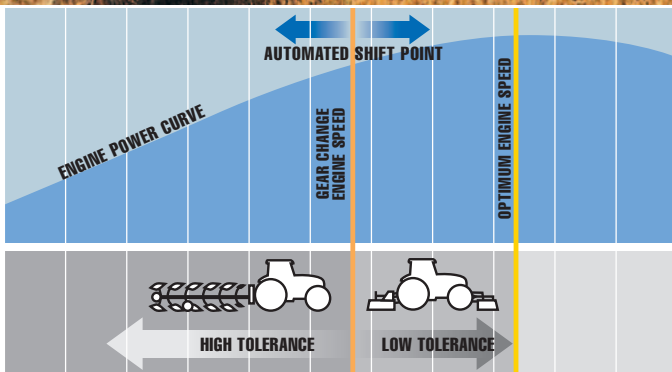 AUTOMATED SHIFT POINT
ENGINE POWER CURVE
GEAR CHANGE
ENGINE SPEED
OPTIMUM ENGINE SPEED
HIGH TOLERANCE
LOW TOLERANCE